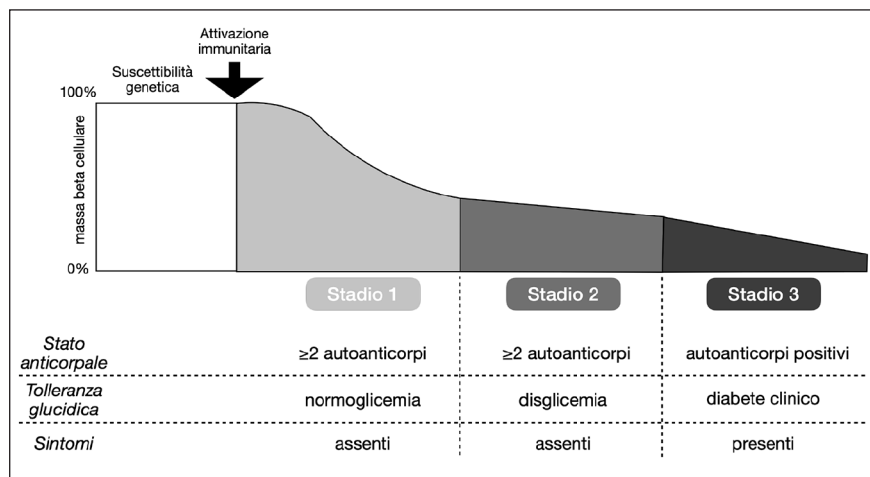 Attivazione
immunitaria
Suscettibilità
genetica
100%
massa beta cellulare
0%
Stadio 1
Stadio 2
Stadio 3
Stato
anticorpale
≥2 autoanticorpi
≥2 autoanticorpi
autoanticorpi positivi
Tolleranza
glucidica
normoglicemia
disglicemia
diabete clinico
Sintomi
assenti
assenti
presenti